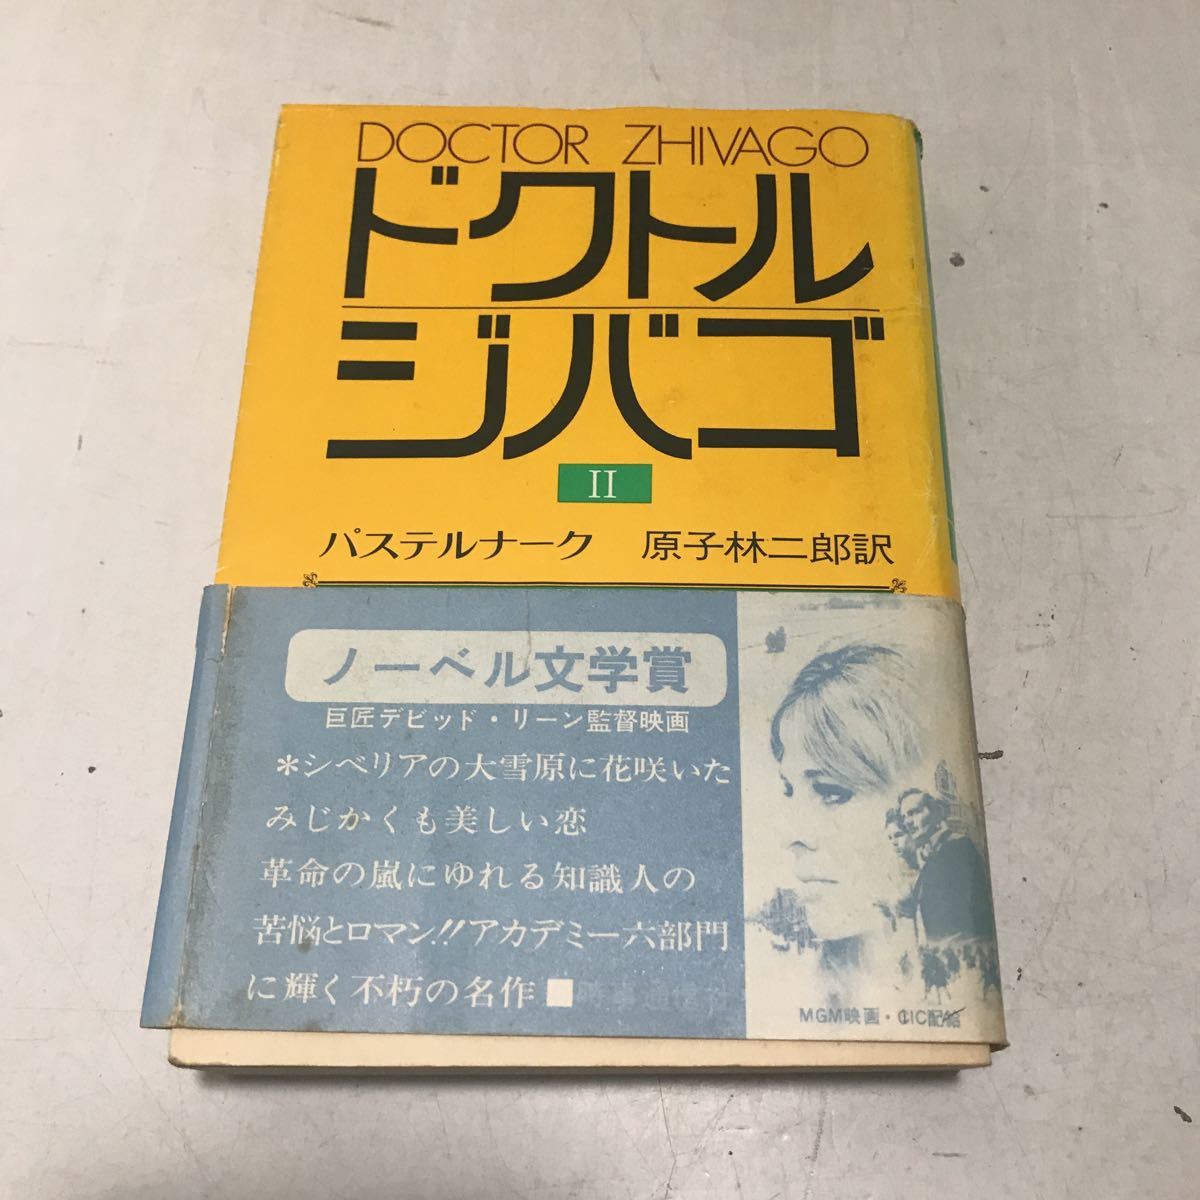 DOCTOR ZHIVAGO
ドクトル
ジバゴ
II
パステルナーク 原子林二郎訳
ノーベル文学賞
巨匠デビッド・リーン監督映画
*シベリアの大雪原に花咲いた
みじかくも美しい恋
革命の嵐にゆれる知識人の
苦悩とロマン!!アカデミー六部門
に輝く不朽の名作■時事通信社
MGM映画・CIC配給